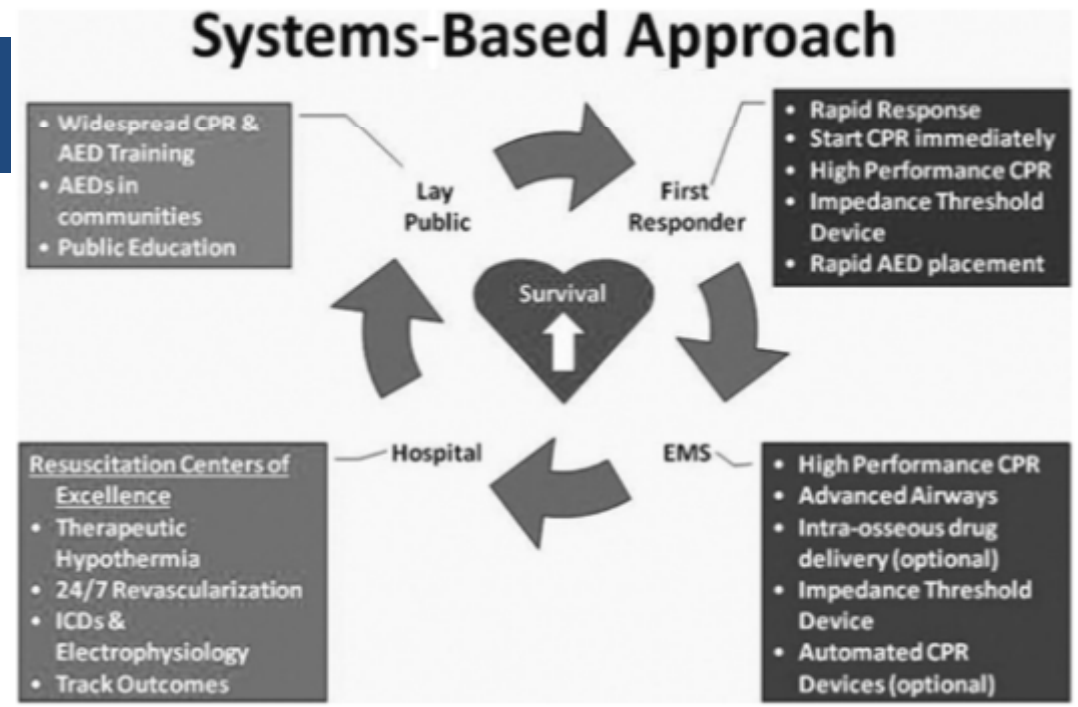 Systems-Based Approach
• Widespread CPR &
AED Training
• AEDs in
communities
• Public Education
Lay
Public
First
Responder
• Rapid Response
• Start CPR immediately
• High Performance CPR
• Impedance Threshold
Device
• Rapid AED placement
Survival
Hospital
EMS
Resuscitation Centers of
Excellence
• Therapeutic
Hypothermia
• 24/7 Revascularization
• ICDs &
Electrophysiology
• Track Outcomes
• High Performance CPR
• Advanced Airways
• Intra-osseous drug
delivery (optional)
• Impedance Threshold
Device
• Automated CPR
Devices (optional)